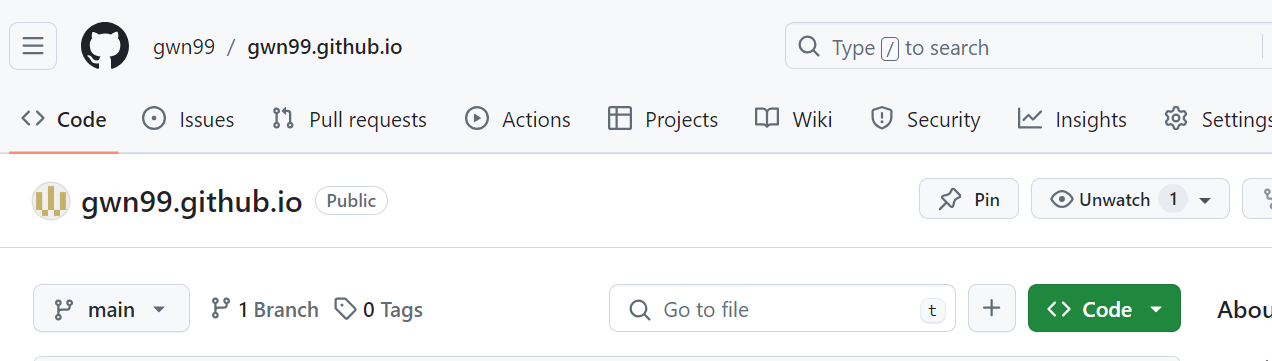 gwn99 / gwn99.github.io Type / to search
Code Issues Pull requests Actions Projects Wiki Security Insights Settings
gwn99.github.io Public Pin Unwatch 1
main 1 Branch 0 Tags Go to file t Code Abou